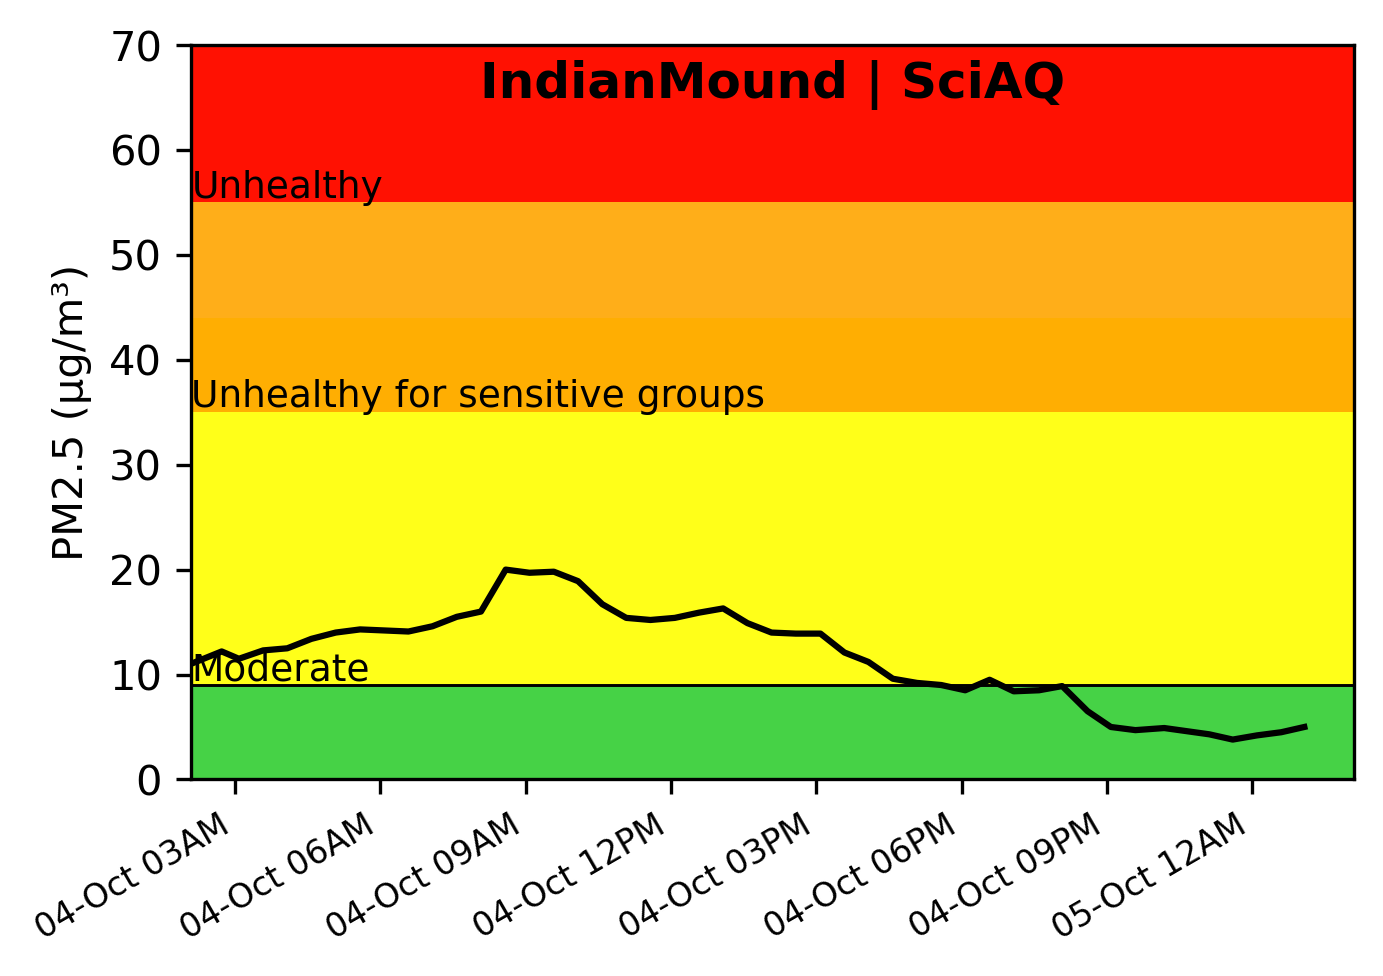 IndianMound | SciAQ
PM2.5 (µg/m³)
70
60
50
40
30
20
10
0
Unhealthy
Unhealthy for sensitive groups
Moderate
04-Oct 03AM
04-Oct 06AM
04-Oct 09AM
04-Oct 12PM
04-Oct 03PM
04-Oct 06PM
04-Oct 09PM
05-Oct 12AM